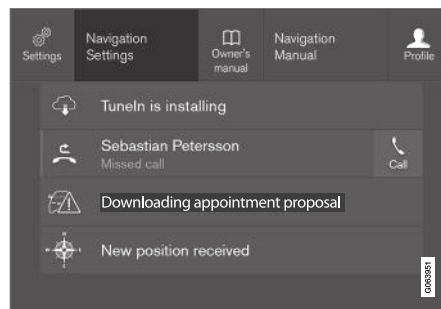 Settings
Navigation
Settings
Owner's
manual
Navigation
Manual
Profile
TuneIn is installing
Sebastian Petersson
Missed call
Call
Downloading appointment proposal
New position received
G063951